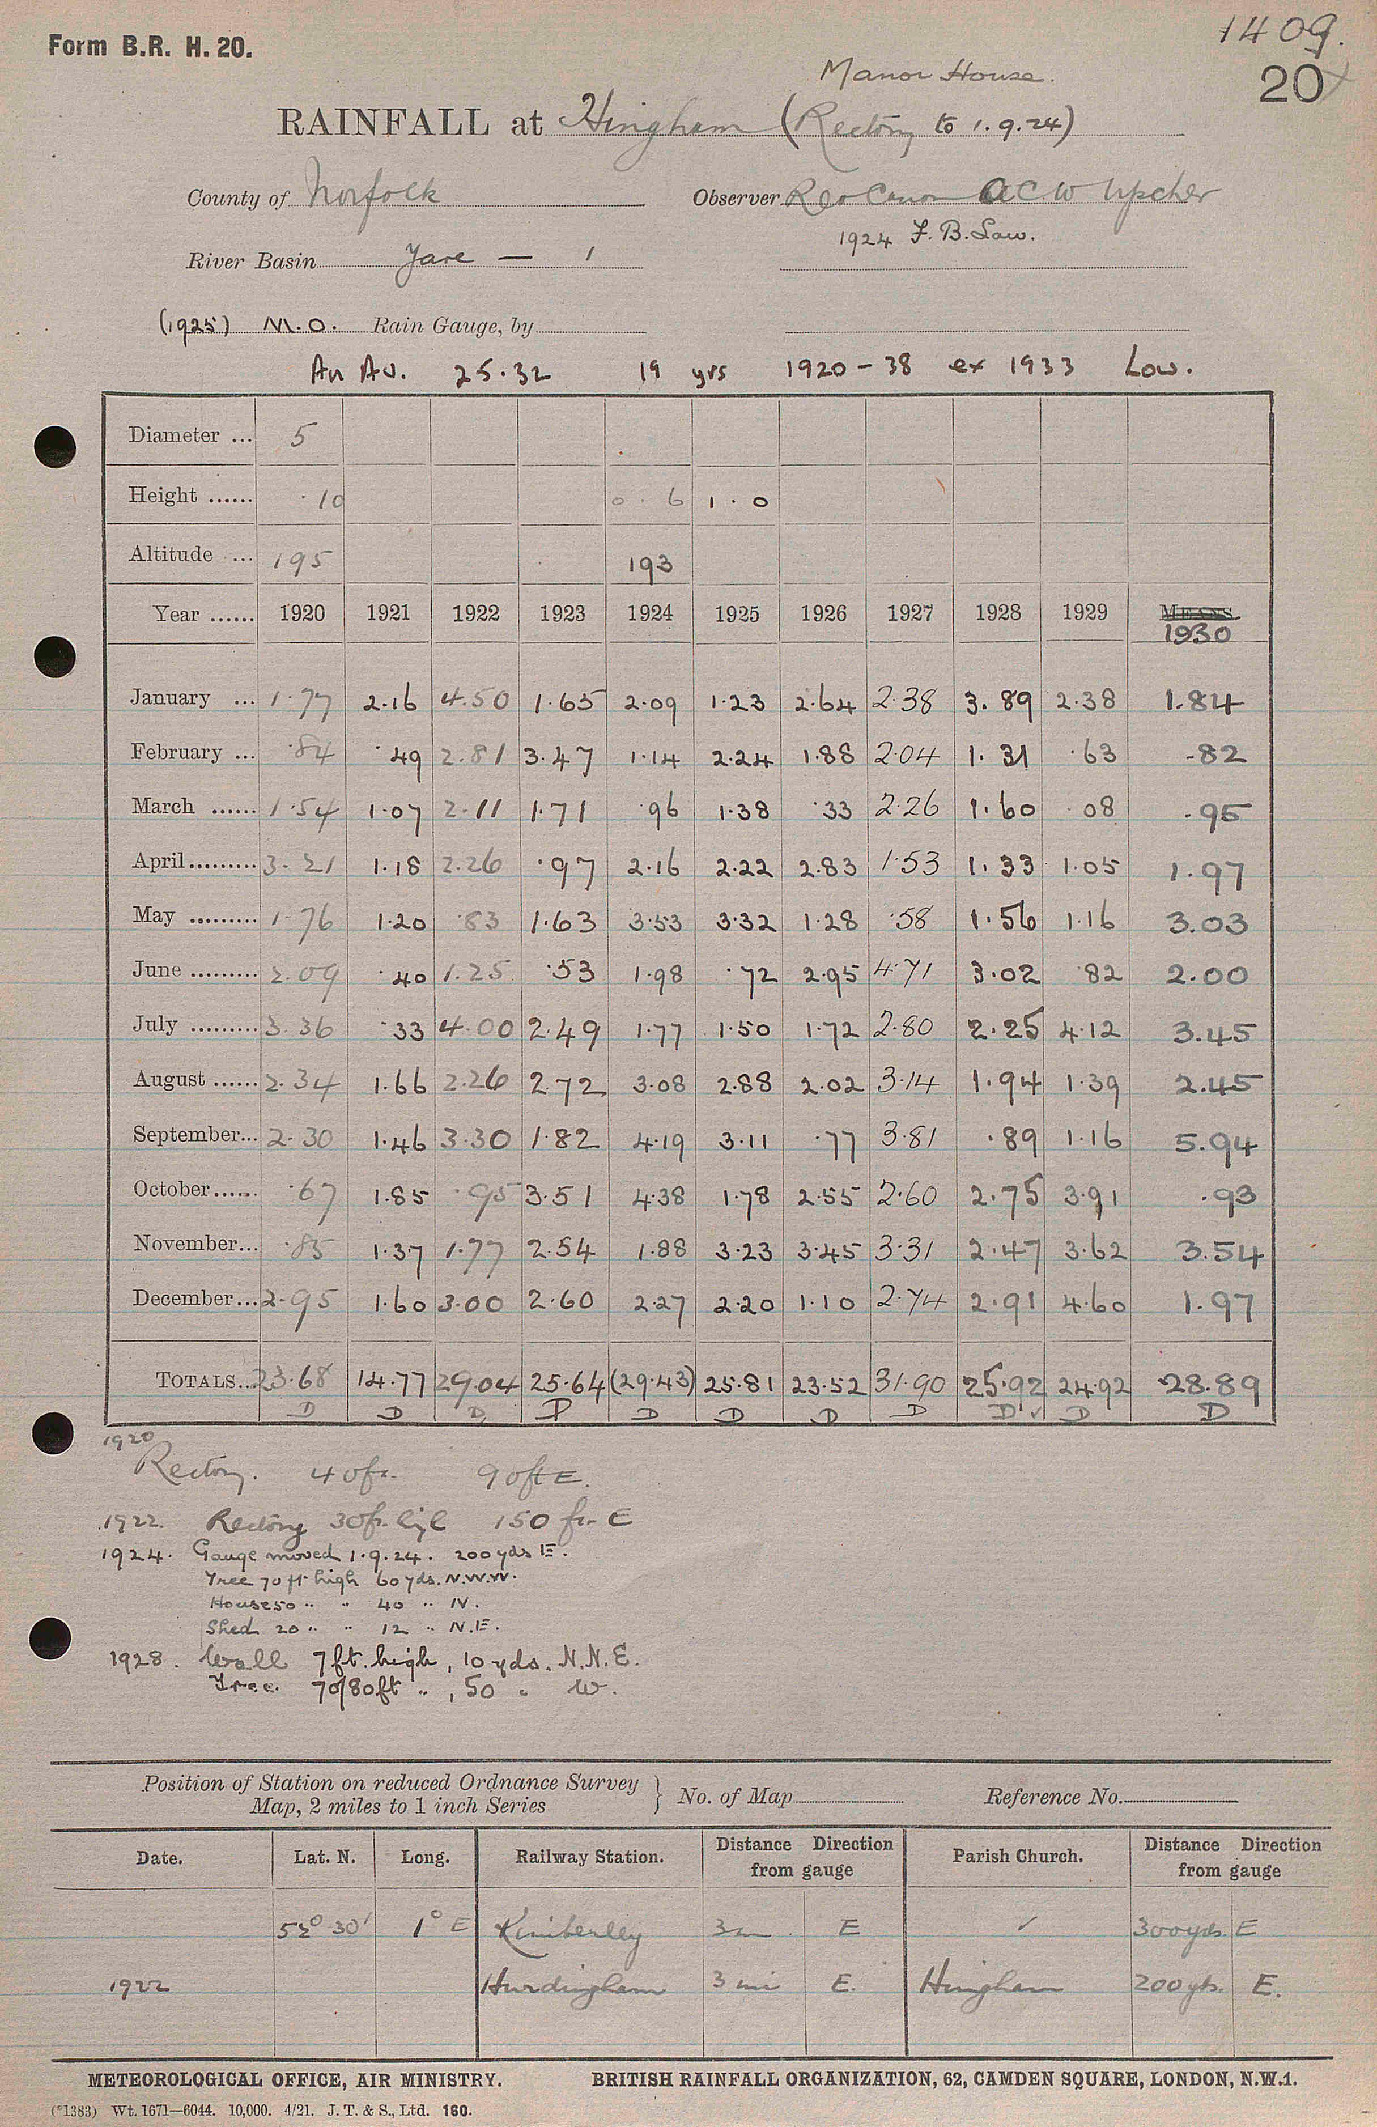 1409.
Form B.R. H. 20.
20
Manor House.
RAINFALL at Hingham (Rectory to 1.9.24)
County of Norfolk Observer Rev Canon A C W Upcher
1924 F. B. Law.
River Basin Yare — 1
(1925) M.O. Rain Gauge, by
An Av. 25.32 19 yrs 1920-38 ex 1933 Low.
Diameter ... 5
Height ...... ·10 0·6 1·0
Altitude ... 195 193
Year ...... 1920 1921 1922 1923 1924 1925 1926 1927 1928 1929 MEANS
1930
January ... 1·77 2·16 4·50 1·65 2·09 1·23 2·64 2·38 3·89 2·38 1.84
February ... ·84 ·49 2·81 3·47 1·14 2·24 1·88 2·04 1·31 ·63 ·82
March ...... 1·54 1·07 2·11 1·71 ·96 1·38 ·33 2·26 1·60 ·08 ·95
April......... 3·21 1·18 2·26 ·97 2·16 2·22 2·83 1·53 1·33 1·05 1.97
May ......... 1·76 1·20 ·83 1·63 3·53 3·32 1·28 ·58 1·56 1·16 3.03
June ......... 2·09 ·40 1·25 ·53 1·98 ·72 2·95 4·71 3·02 ·82 2.00
July ......... 3·36 ·33 4·00 2·49 1·77 1·50 1·72 2·80 2·25 4·12 3.45
August ...... 2·34 1·66 2·26 2·72 3·08 2·88 2·02 3·14 1·94 1·39 2.45
September... 2·30 1·46 3·30 1·82 4·19 3·11 ·77 3·81 ·89 1·16 5.94
October...... ·67 1·85 ·95 3·51 4·38 1·78 2·55 2·60 2·75 3·91 ·93
November... ·85 1·37 1·77 2·54 1·88 3·23 3·45 3·31 2·47 3·62 3.54
December... 2·95 1·60 3·00 2·60 2·27 2·20 1·10 2·74 2·91 4·60 1.97
TOTALS... 23·68 14·77 29·04 25·64 (29·43) 25·81 23·52 31·90 25·92 24·92 28.89
D D D D D D D D D ✓ D D
1920
Rectory. 40ft. 90ft E.
1922 Rectory 30ft high 150 ft E
1924. Gauge moved 1.9.24. 200yds E.
Tree 70 ft high 60 yds. N.W.W.
House 50 " " 40 " N.
Shed 20 " " 12 " N.E.
1928. Wall 7 ft. high, 10 yds. N.N.E.
Tree. 70/80ft ", 50 " W.
Position of Station on reduced Ordnance Survey } No. of Map Reference No.
Map, 2 miles to 1 inch Series
Date. Lat. N. Long. Railway Station. Distance Direction from gauge Parish Church. Distance Direction from gauge
52° 30' 1° E Kimberley 3m E ✓ 300yds. E
1922 Hardingham 3 mi E. Hingham 200 yds. E.
METEOROLOGICAL OFFICE, AIR MINISTRY. BRITISH RAINFALL ORGANIZATION, 62, CAMDEN SQUARE, LONDON, N.W.1.
(*1383) Wt. 1671—6044. 10,000. 4/21. J. T. & S., Ltd. 160.